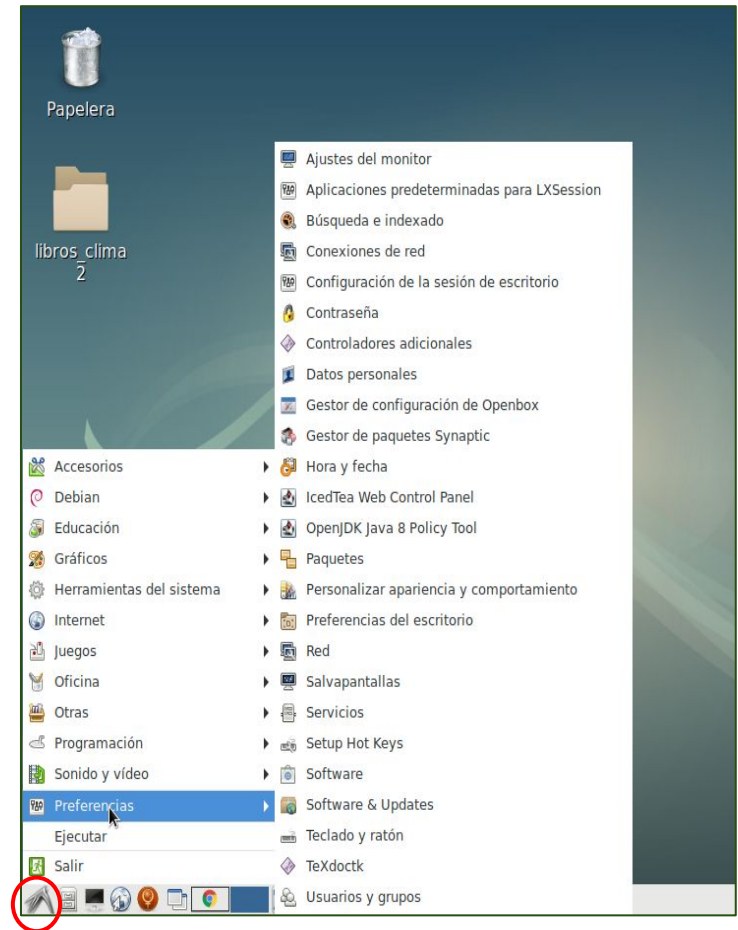 Papelera
libros_clima
2
Ajustes del monitor
Aplicaciones predeterminadas para LXSession
Búsqueda e indexado
Conexiones de red
Configuración de la sesión de escritorio
Contraseña
Controladores adicionales
Datos personales
Gestor de configuración de Openbox
Gestor de paquetes Synaptic
Hora y fecha
IcedTea Web Control Panel
OpenJDK Java 8 Policy Tool
Paquetes
Personalizar apariencia y comportamiento
Preferencias del escritorio
Red
Salvapantallas
Servicios
Setup Hot Keys
Software
Software & Updates
Teclado y ratón
TeXdoctk
Usuarios y grupos
Accesorios
Debian
Educación
Gráficos
Herramientas del sistema
Internet
Juegos
Oficina
Otras
Programación
Sonido y vídeo
Preferencias
Ejecutar
Salir